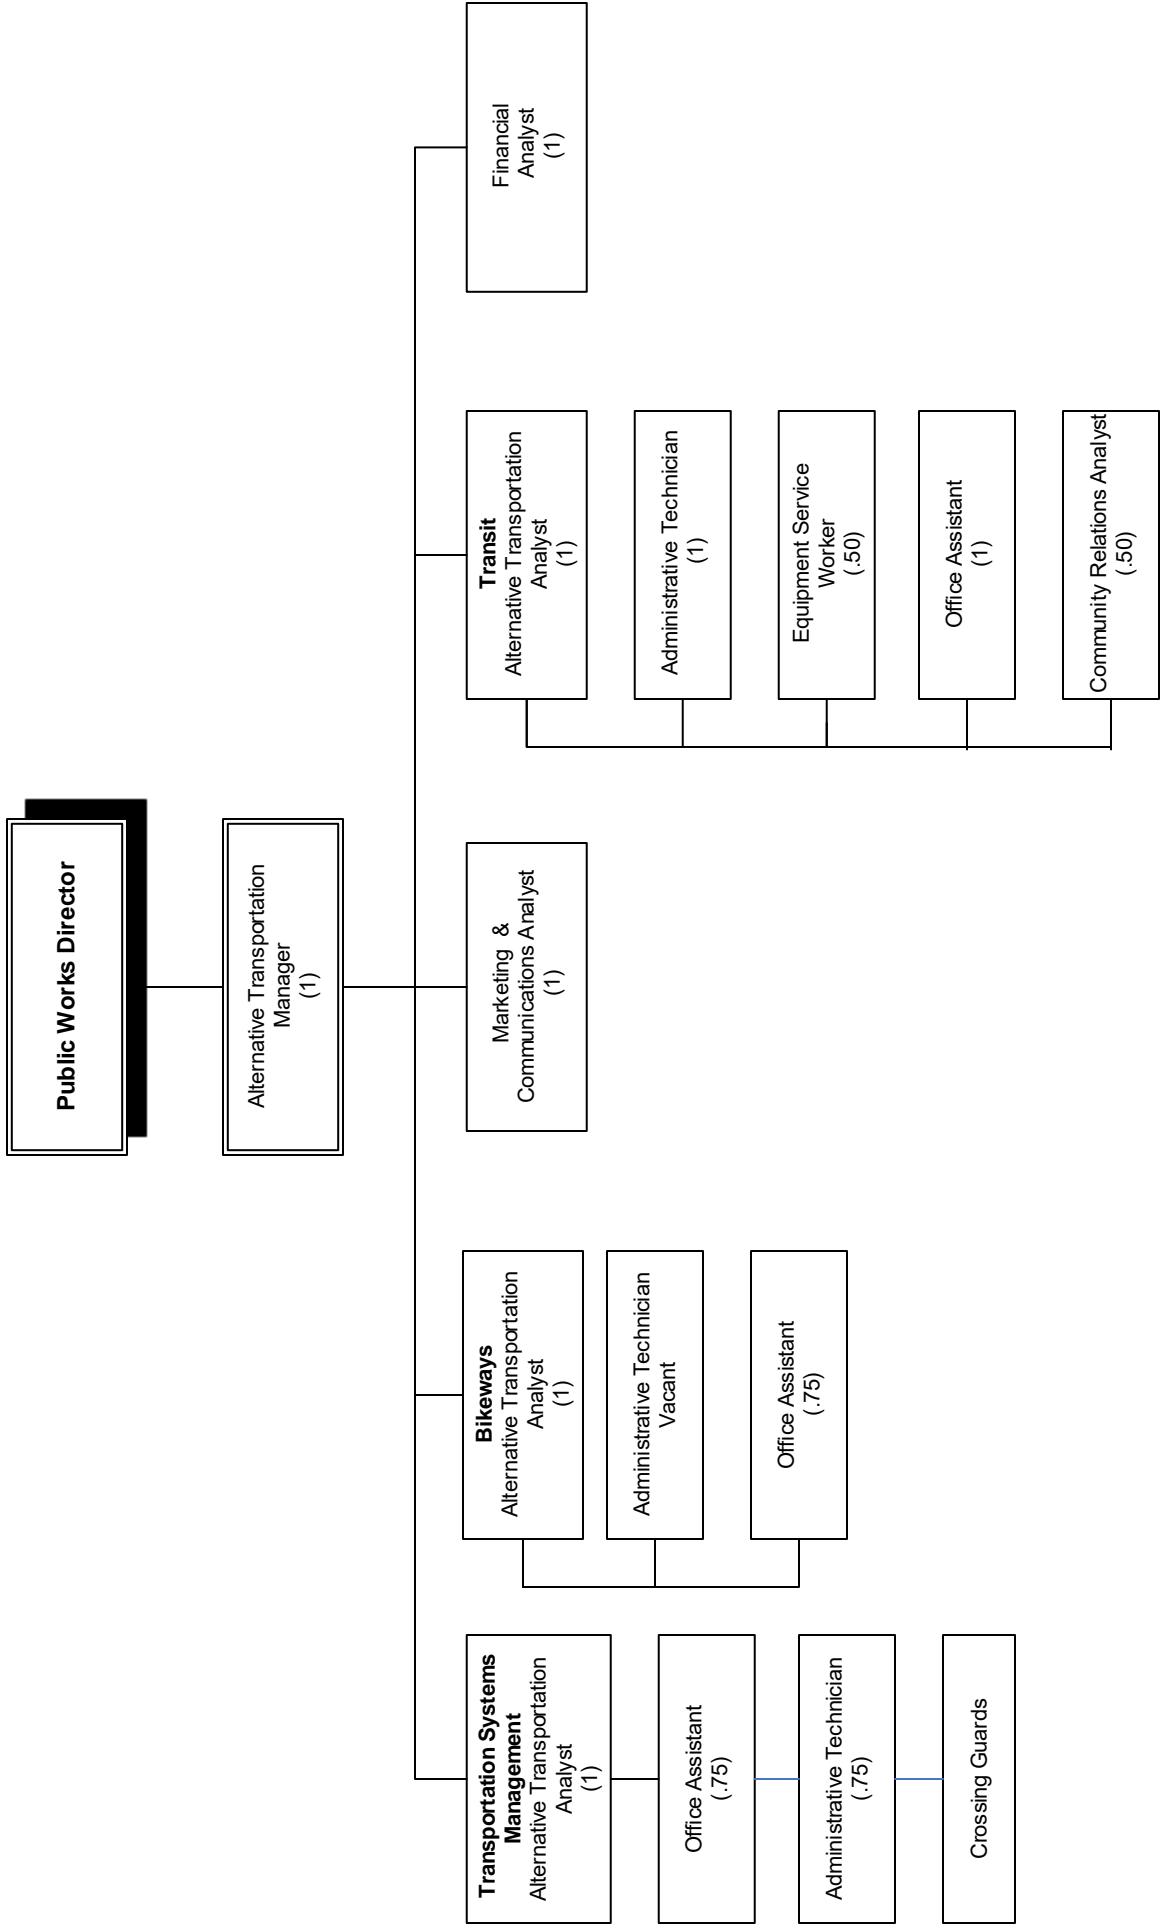 Public Works Director
Alternative Transportation
Manager
(1)
Transportation Systems
Management
Alternative Transportation
Analyst
(1)
Office Assistant
(.75)
Administrative Technician
(.75)
Crossing Guards
Bikeways
Alternative Transportation
Analyst
(1)
Administrative Technician
Vacant
Office Assistant
(.75)
Marketing &
Communications Analyst
(1)
Transit
Alternative Transportation
Analyst
(1)
Administrative Technician
(1)
Equipment Service
Worker
(.50)
Office Assistant
(1)
Community Relations Analyst
(.50)
Financial
Analyst
(1)